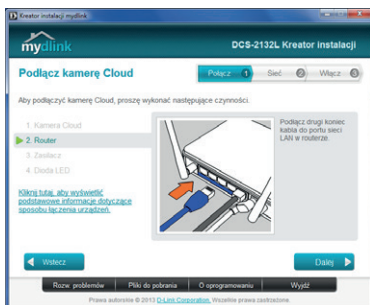 Kreator instalacji mydlink
mydlink
DCS-2132L Kreator instalacji
Podłącz kamerę Cloud
Połącz 1 Sieć 2 Włącz 3
Aby podłączyć kamerę Cloud, proszę wykonać następujące czynności.
1. Kamera Cloud
2. Router
3. Zasilacz
4. Dioda LED
Kliknij tutaj, aby wyświetlić
podstawowe informacje dotyczące
sposobu łączenia urządzeń.
Podłącz drugi koniec
kabla do portu sieci
LAN w routerze.
Wstecz
Dalej
Rozw. problemów Pliki do pobrania O oprogramowaniu Wyjdź
Prawa autorskie © 2013 D-Link Corporation. Wszelkie prawa zastrzeżone.